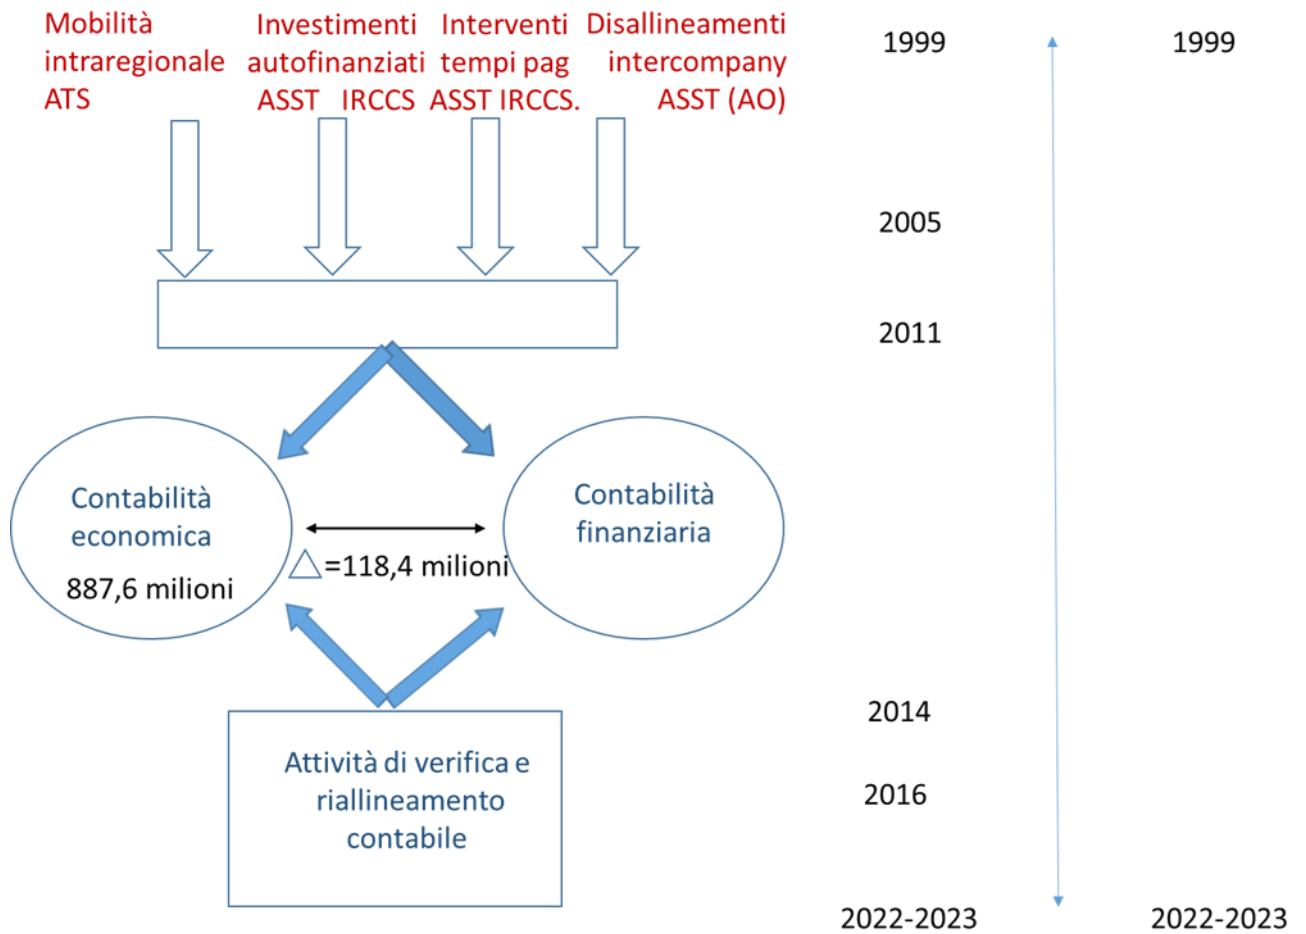 Mobilità
intraregionale
ATS
Investimenti
autofinanziati
ASST IRCCS
Interventi
tempi pag
ASST IRCCS.
Disallineamenti
intercompany
ASST (AO)
1999
1999
2005
2011
Contabilità
economica
887,6 milioni
=118,4 milioni
Contabilità
finanziaria
2014
Attività di verifica e
riallineamento
contabile
2016
2022-2023
2022-2023